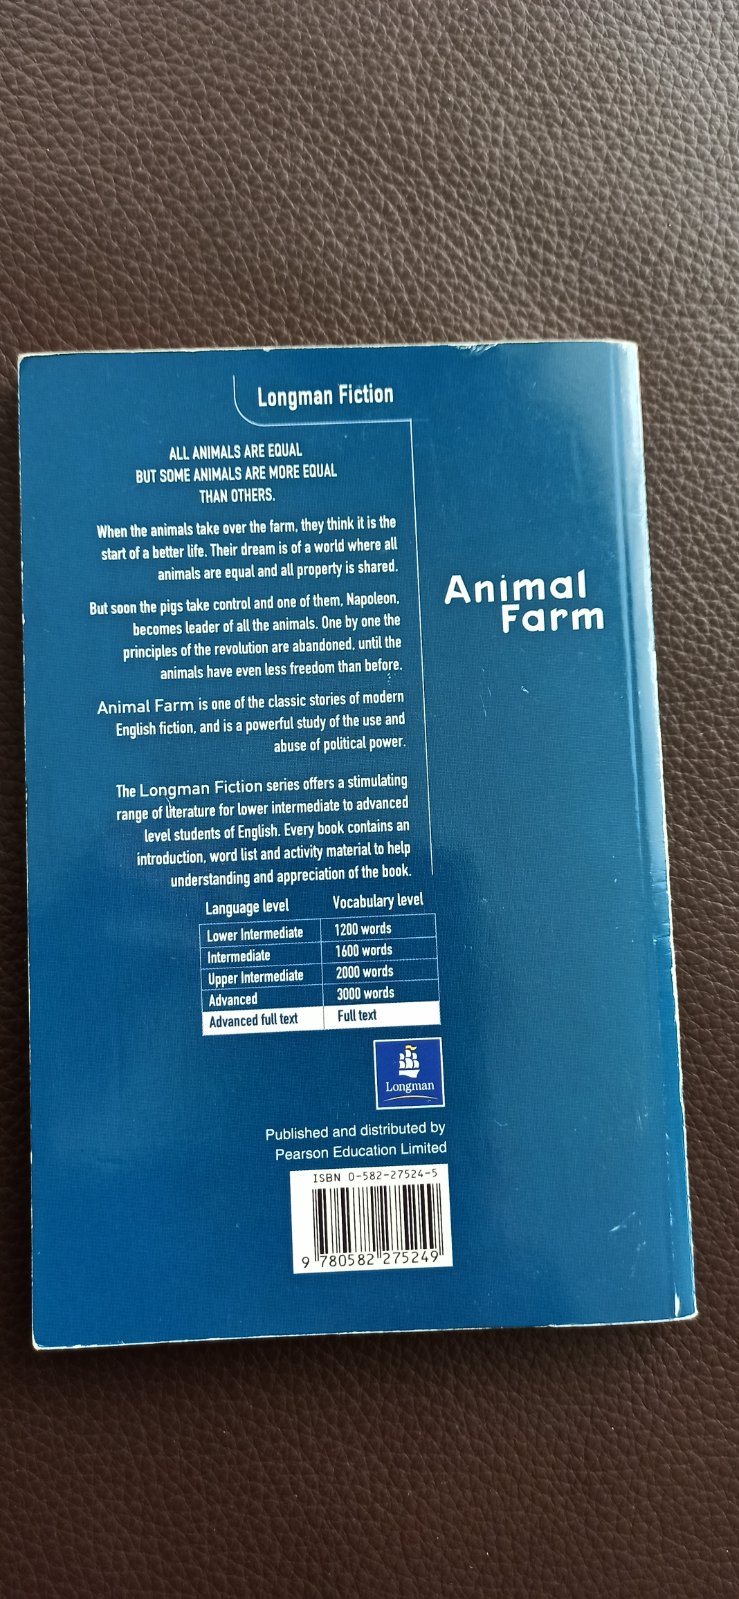 Longman Fiction
ALL ANIMALS ARE EQUAL
BUT SOME ANIMALS ARE MORE EQUAL
THAN OTHERS.
When the animals take over the farm, they think it is the
start of a better life. Their dream is of a world where all
animals are equal and all property is shared.
But soon the pigs take control and one of them, Napoleon,
becomes leader of all the animals. One by one the
principles of the revolution are abandoned, until the
animals have even less freedom than before.
Animal Farm is one of the classic stories of modern
English fiction, and is a powerful study of the use and
abuse of political power.
The Longman Fiction series offers a stimulating
range of literature for lower intermediate to advanced
level students of English. Every book contains an
introduction, word list and activity material to help
understanding and appreciation of the book.
Language level Vocabulary level
Lower Intermediate 1200 words
Intermediate 1600 words
Upper Intermediate 2000 words
Advanced 3000 words
Advanced full text Full text
Longman
Published and distributed by
Pearson Education Limited
ISBN 0-582-27524-5
9 780582 275249
Animal
Farm